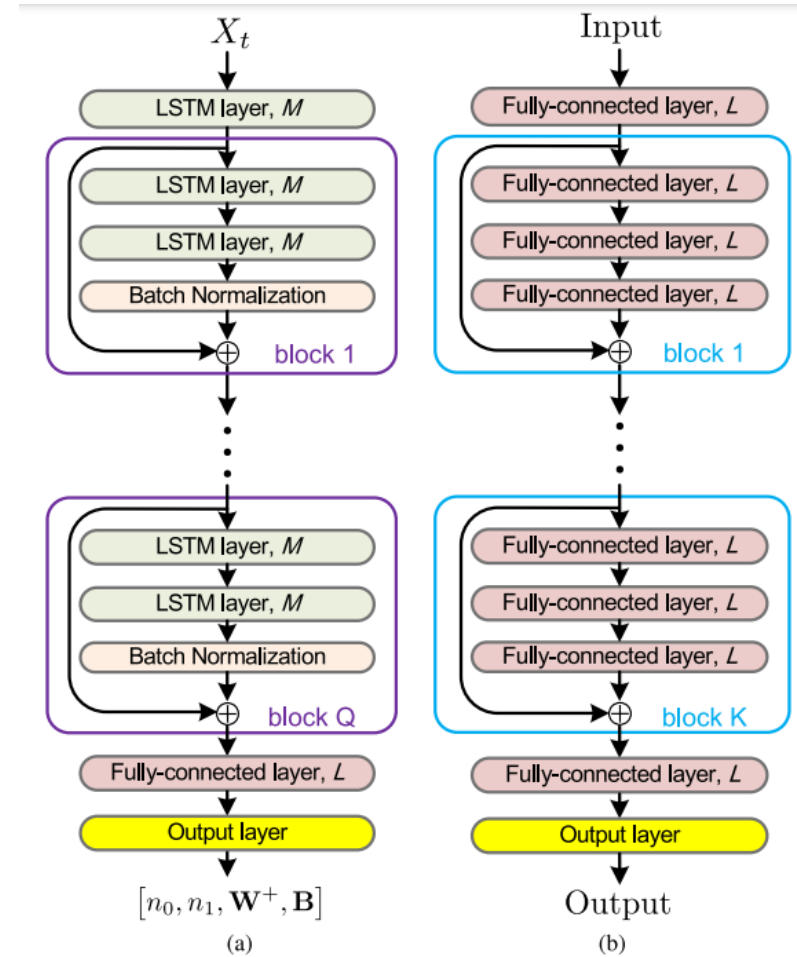 X_t
LSTM layer, M
LSTM layer, M
LSTM layer, M
Batch Normalization
block 1
LSTM layer, M
LSTM layer, M
Batch Normalization
block Q
Fully-connected layer, L
Output layer
[n_0, n_1, W^+, B]
(a)
Input
Fully-connected layer, L
Fully-connected layer, L
Fully-connected layer, L
Fully-connected layer, L
block 1
Fully-connected layer, L
Fully-connected layer, L
Fully-connected layer, L
block K
Fully-connected layer, L
Output layer
Output
(b)